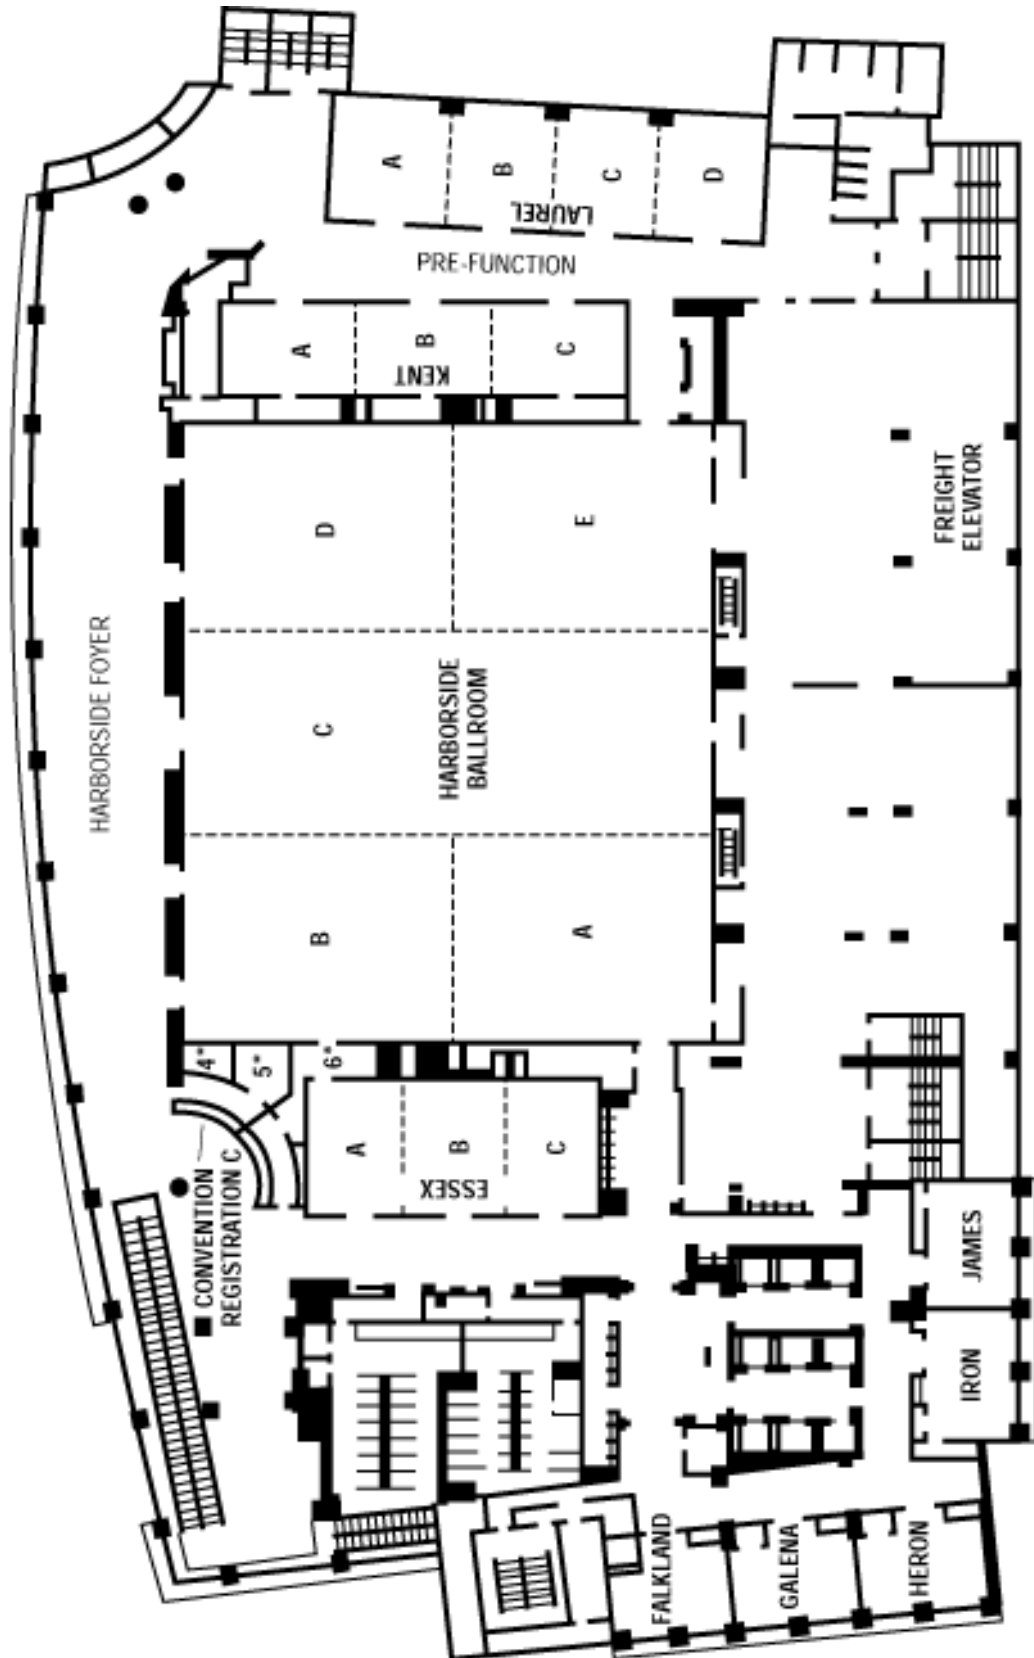 A
B
C
D
LAUREL
PRE-FUNCTION
A
B
C
KENT
D
E
FREIGHT
ELEVATOR
HARBORSIDE FOYER
C
HARBORSIDE
BALLROOM
B
A
4"
5"
6"
A
B
C
ESSEX
CONVENTION
REGISTRATION C
JAMES
IRON
FALKLAND
GALENA
HERON